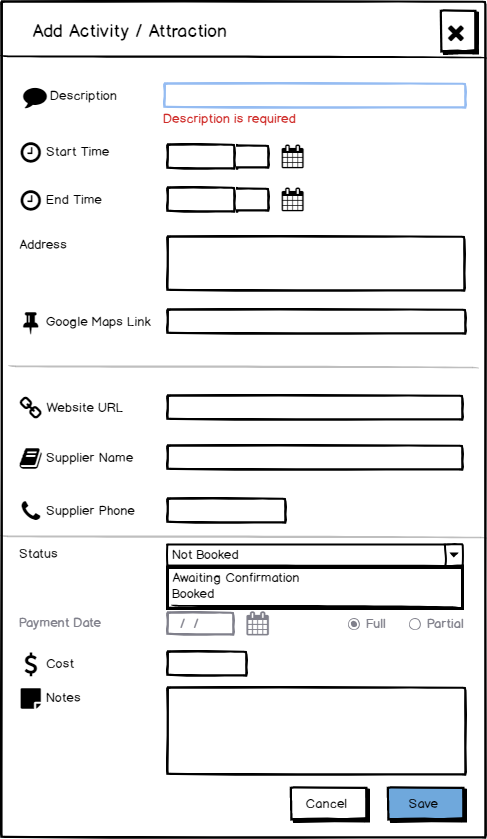 Add Activity / Attraction
Description
Description is required
Start Time
End Time
Address
Google Maps Link
Website URL
Supplier Name
Supplier Phone
Status Not Booked
Awaiting Confirmation
Booked
Payment Date / / Full Partial
$ Cost
Notes
Cancel Save